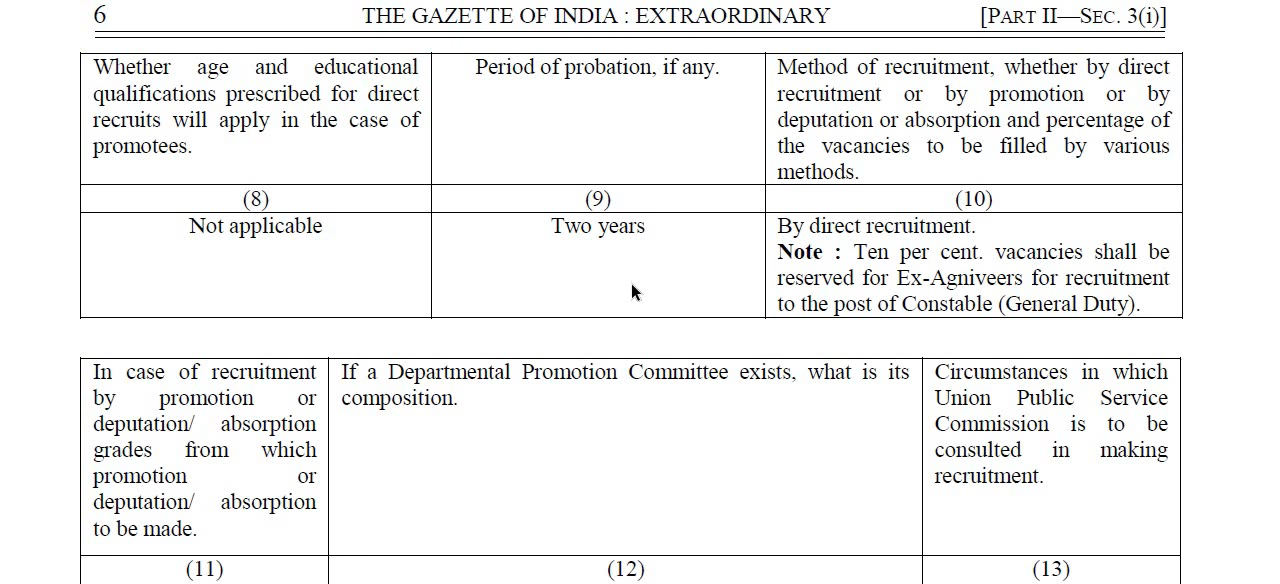 6
THE GAZETTE OF INDIA : EXTRAORDINARY
[PART II—SEC. 3(i)]
Whether age and educational
qualifications prescribed for direct
recruits will apply in the case of
promotees.
Period of probation, if any.
Method of recruitment, whether by direct
recruitment or by promotion or by
deputation or absorption and percentage of
the vacancies to be filled by various
methods.
(8)
(9)
(10)
Not applicable
Two years
By direct recruitment.
Note : Ten per cent. vacancies shall be
reserved for Ex-Agniveers for recruitment
to the post of Constable (General Duty).
In case of recruitment
by promotion or
deputation/ absorption
grades from which
promotion or
deputation/ absorption
to be made.
If a Departmental Promotion Committee exists, what is its
composition.
Circumstances in which
Union Public Service
Commission is to be
consulted in making
recruitment.
(11)
(12)
(13)